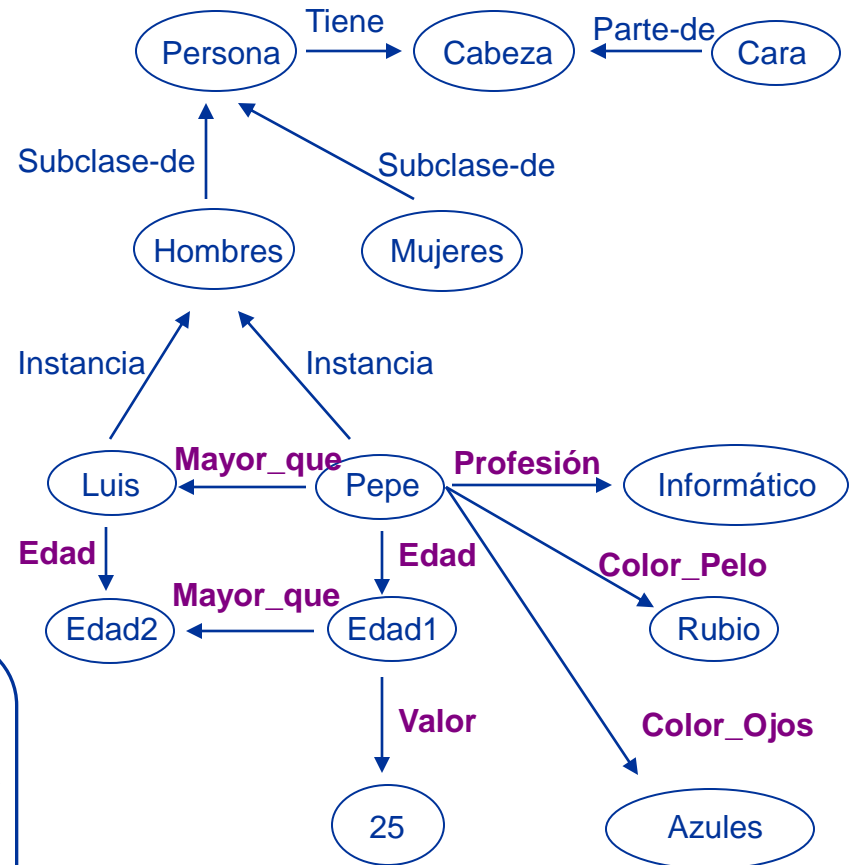 Tiene
Parte-de
Persona
Cabeza
Cara
Subclase-de
Subclase-de
Hombres
Mujeres
Instancia
Instancia
Mayor_que
Profesión
Luis
Pepe
Informático
Edad
Edad
Color_Pelo
Mayor_que
Edad2
Edad1
Rubio
Valor
Color_Ojos
25
Azules